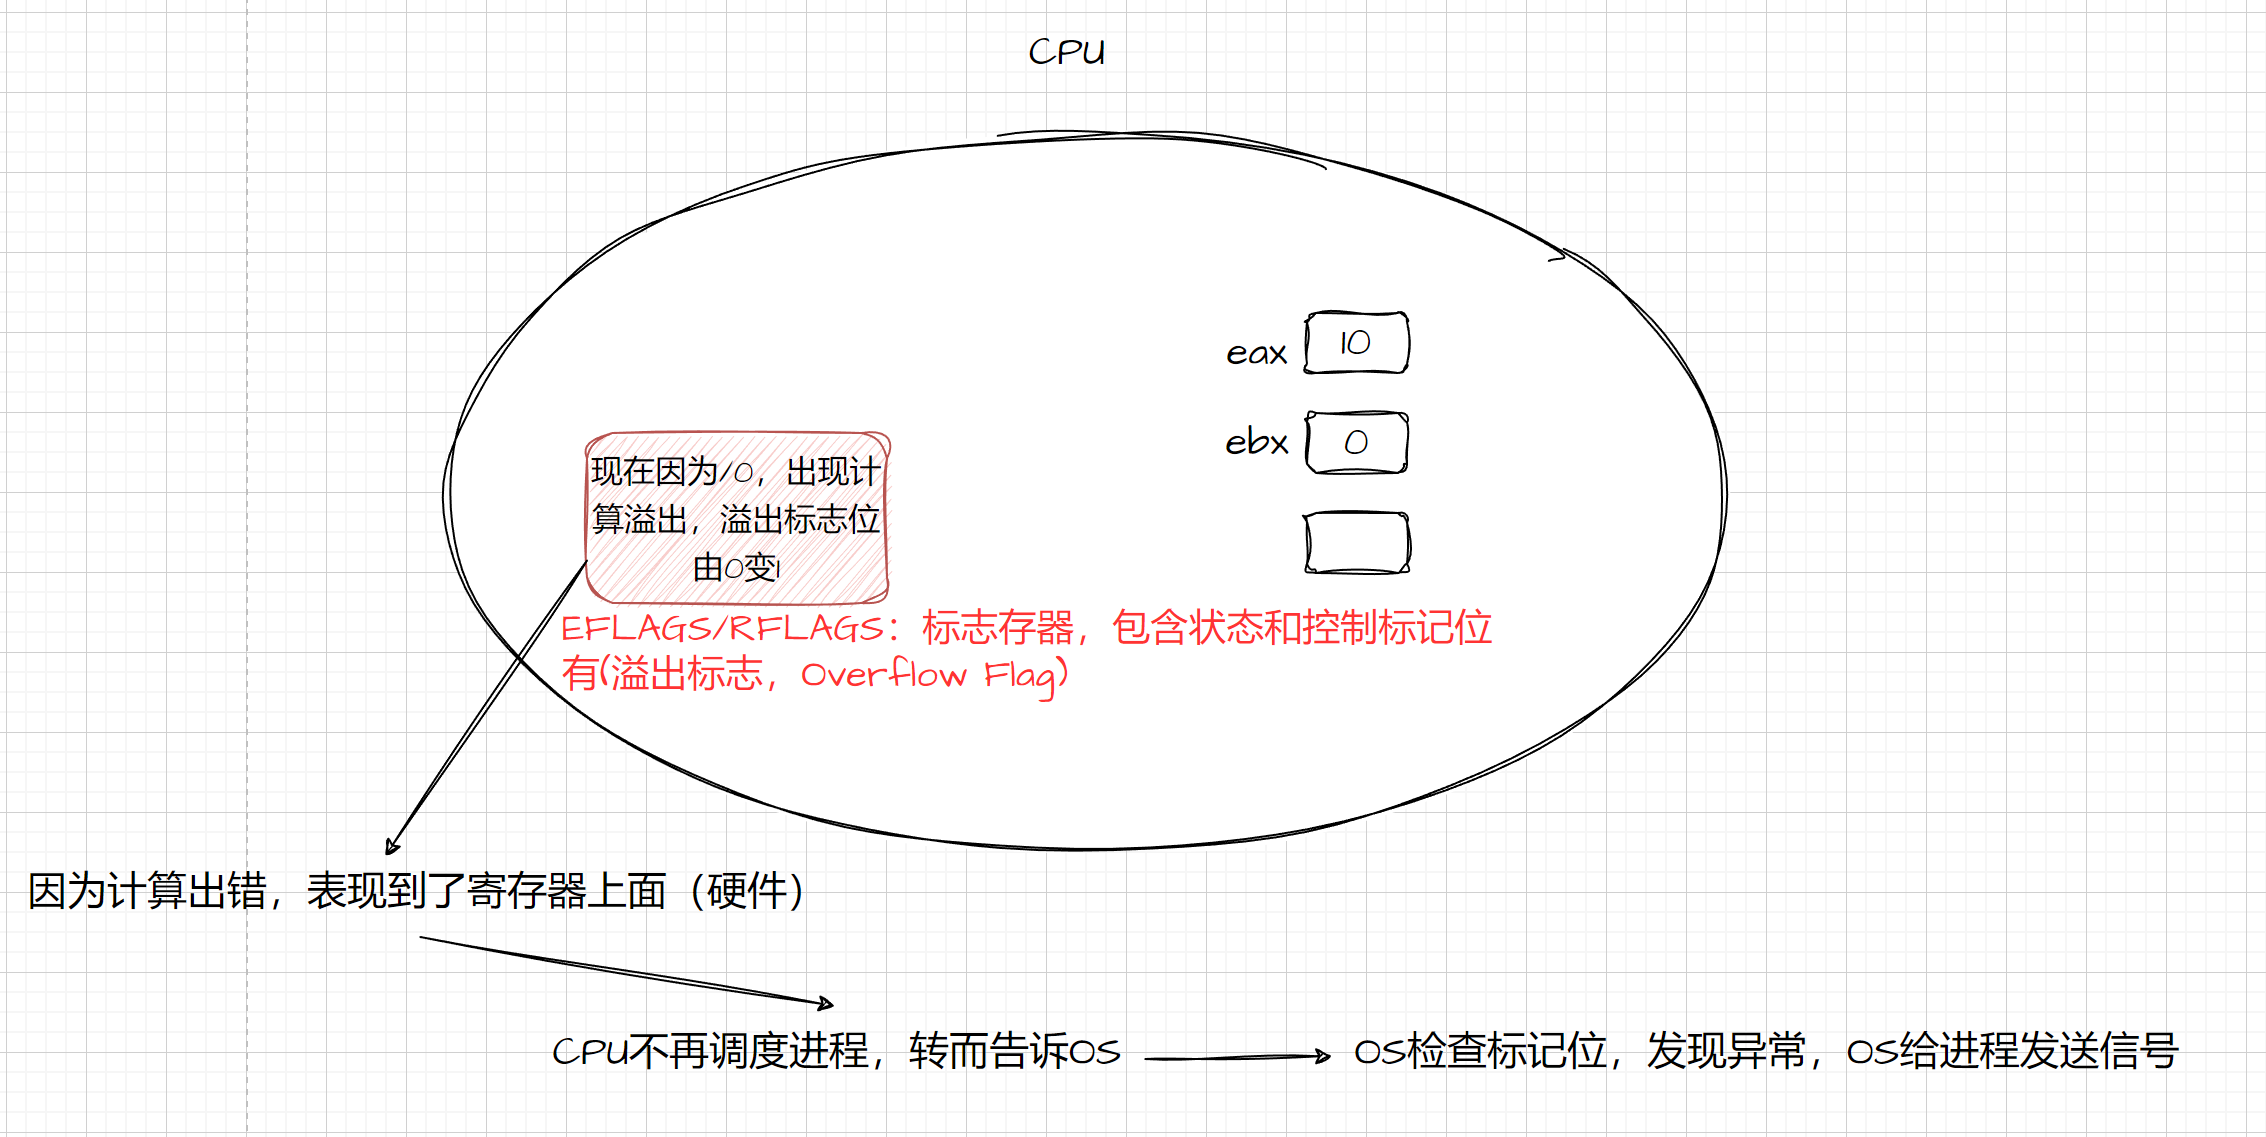 CPU
eax 10
ebx 0
现在因为/0，出现计
算溢出，溢出标志位
由0变1
EFLAGS/RFLAGS：标志存器，包含状态和控制标记位
有(溢出标志，Overflow Flag)
因为计算出错，表现到了寄存器上面（硬件）
CPU不再调度进程，转而告诉OS
OS检查标记位，发现异常，OS给进程发送信号